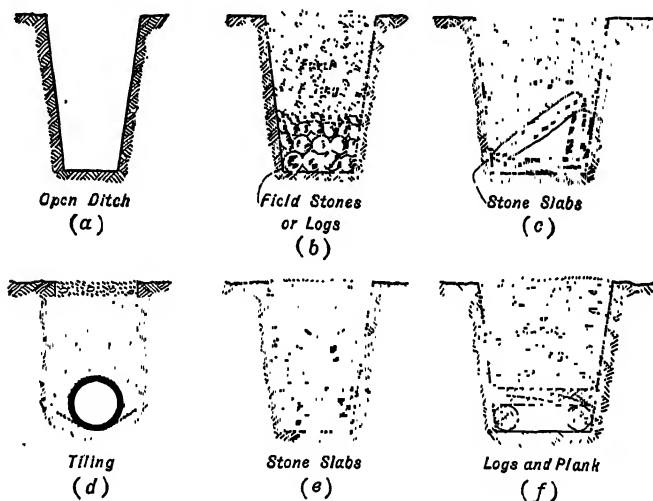 Open Ditch
(a)
Field Stones
or Logs
(b)
Stone Slabs
(c)
Tiling
(d)
Stone Slabs
(e)
Logs and Plank
(f)